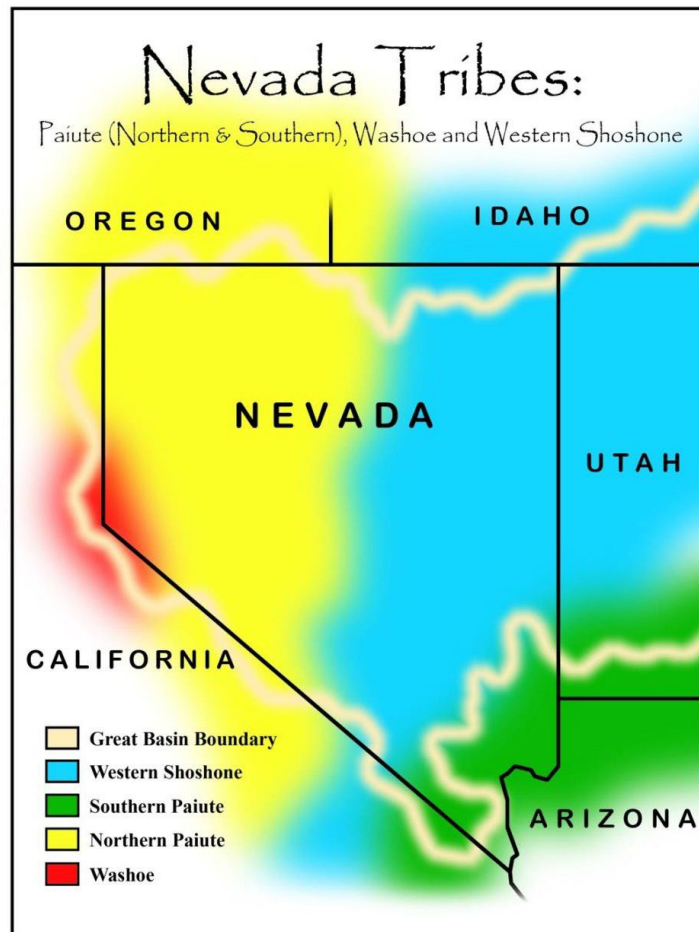 Nevada Tribes:
Paiute (Northern & Southern), Washoe and Western Shoshone
OREGON
IDAHO
NEVADA
UTAH
CALIFORNIA
ARIZONA
Great Basin Boundary
Western Shoshone
Southern Paiute
Northern Paiute
Washoe